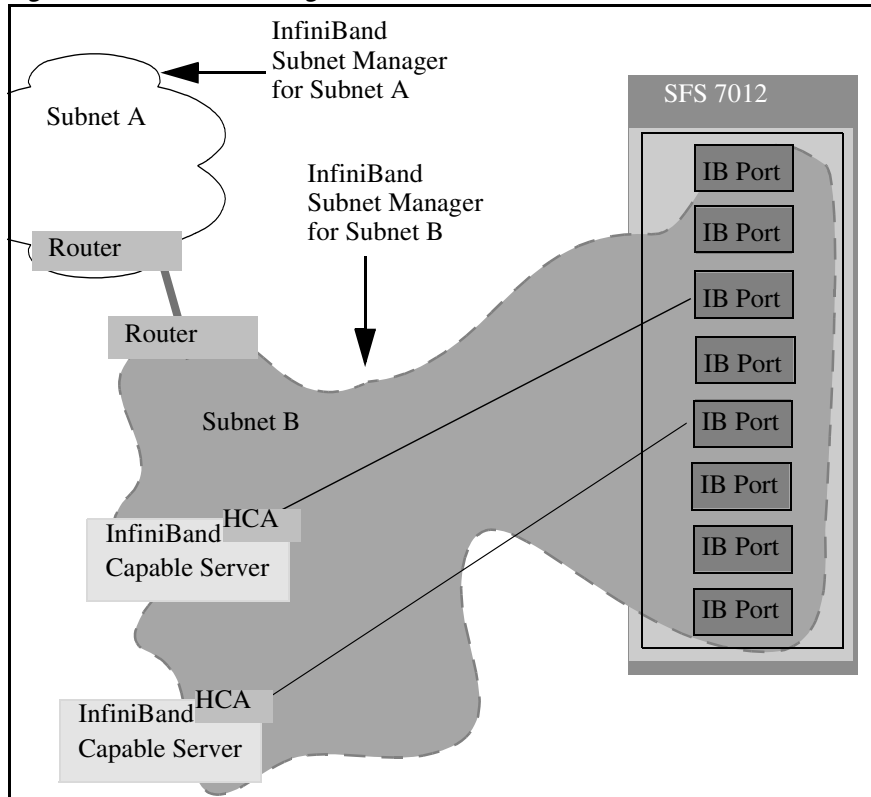 InfiniBand
Subnet Manager
for Subnet A
Subnet A
SFS 7012
InfiniBand
Subnet Manager
for Subnet B
Router
Router
Subnet B
IB Port
IB Port
IB Port
IB Port
IB Port
IB Port
IB Port
IB Port
HCA
InfiniBand
Capable Server
HCA
InfiniBand
Capable Server